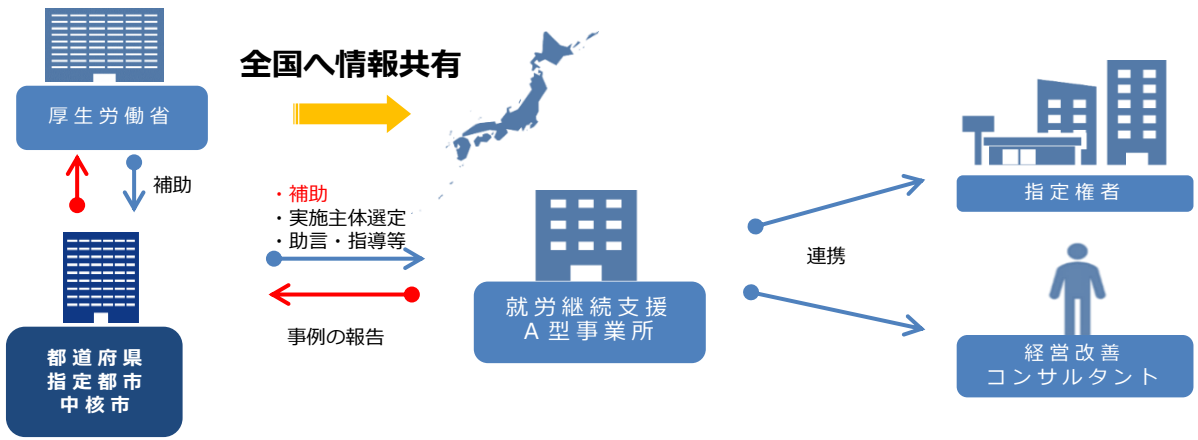 全国へ情報共有
厚生労働省
補助
・補助
・実施主体選定
・助言・指導等
事例の報告
都道府県
指定都市
中核市
就労継続支援
A型事業所
連携
指定権者
経営改善
コンサルタント